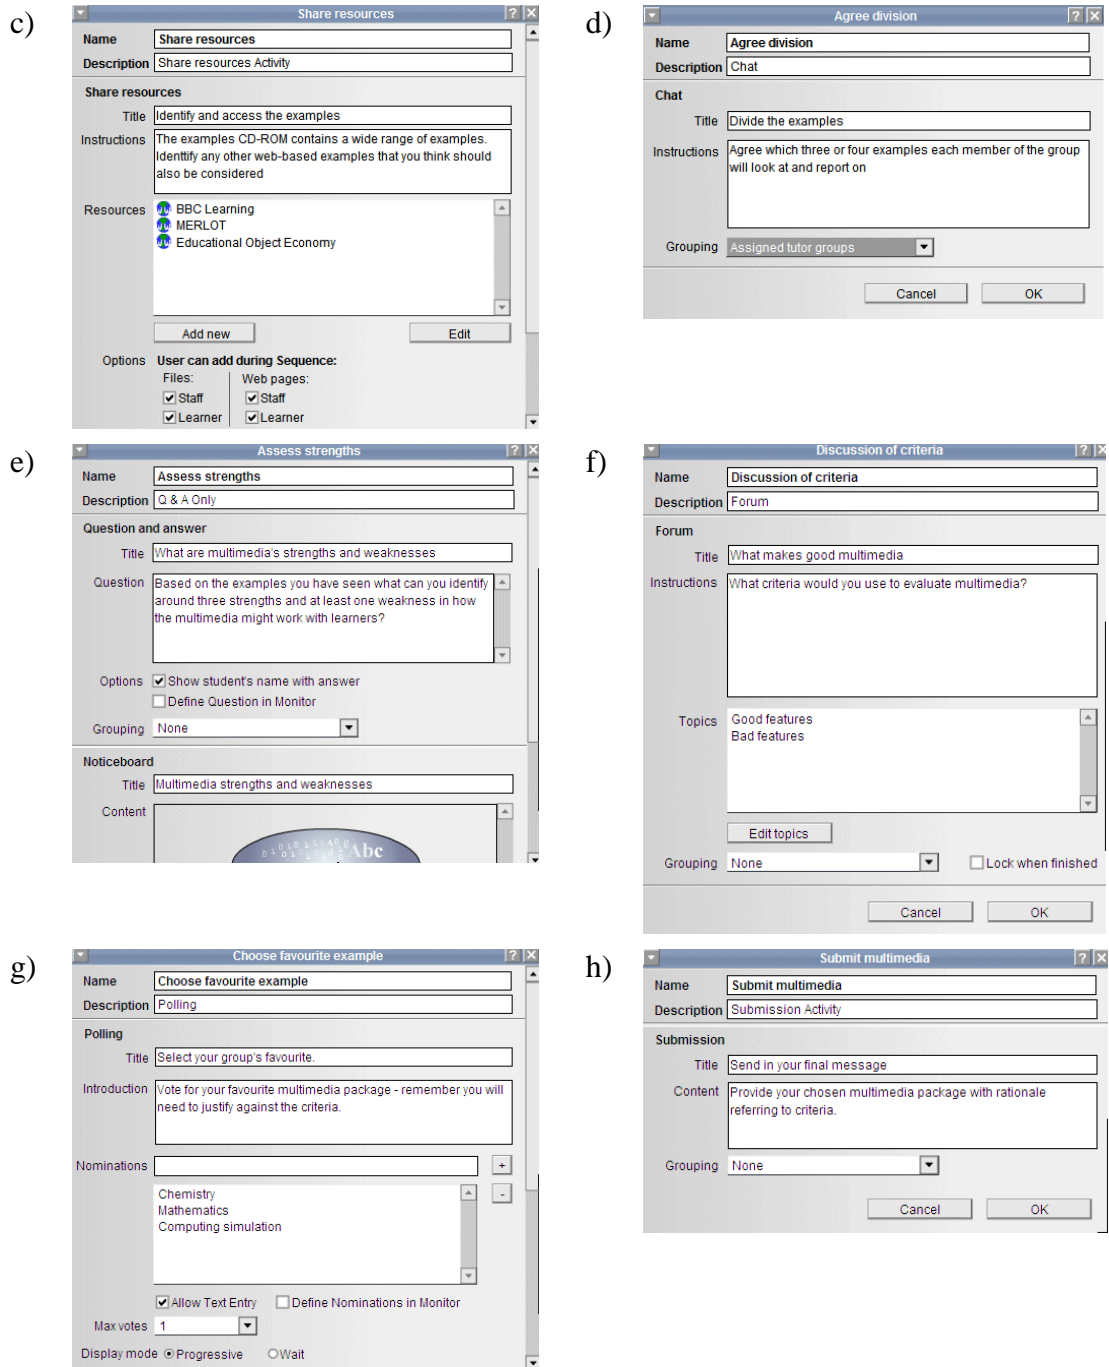 c)
Share resources
Name Share resources
Description Share resources Activity
Share resources
Title Identify and access the examples
Instructions The examples CD-ROM contains a wide range of examples.
Identtify any other web-based examples that you think should
also be considered
Resources BBC Learning
MERLOT
Educational Object Economy
Add new Edit
Options User can add during Sequence:
Files: Web pages:
Staff Staff
Learner Learner
d)
Agree division
Name Agree division
Description Chat
Chat
Title Divide the examples
Instructions Agree which three or four examples each member of the group
will look at and report on
Grouping Assigned tutor groups
Cancel OK
e)
Assess strengths
Name Assess strengths
Description Q & A Only
Question and answer
Title What are multimedia's strengths and weaknesses
Question Based on the examples you have seen what can you identify
around three strengths and at least one weakness in how
the multimedia might work with learners?
Options Show student's name with answer
Define Question in Monitor
Grouping None
Noticeboard
Title Multimedia strengths and weaknesses
Content
Abc
f)
Discussion of criteria
Name Discussion of criteria
Description Forum
Forum
Title What makes good multimedia
Instructions What criteria would you use to evaluate multimedia?
Topics Good features
Bad features
Edit topics
Grouping None Lock when finished
Cancel OK
g)
Choose favourite example
Name Choose favourite example
Description Polling
Polling
Title Select your group's favourite.
Introduction Vote for your favourite multimedia package - remember you will
need to justify against the criteria.
Nominations +
-
Chemistry
Mathematics
Computing simulation
Allow Text Entry Define Nominations in Monitor
Max votes 1
Display mode Progressive Wait
h)
Submit multimedia
Name Submit multimedia
Description Submission Activity
Submission
Title Send in your final message
Content Provide your chosen multimedia package with rationale
referring to criteria.
Grouping None
Cancel OK